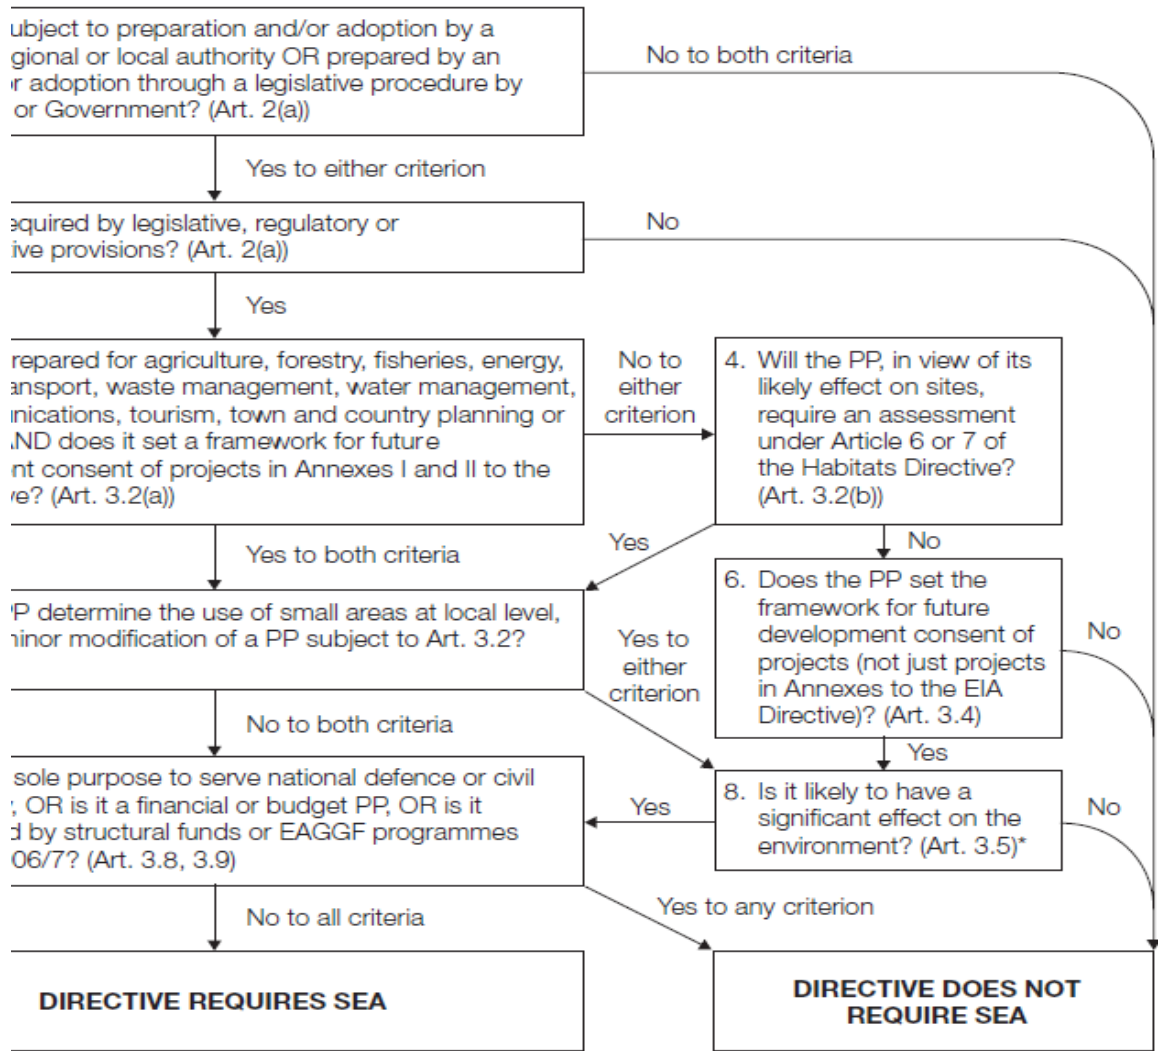 ubject to preparation and/or adoption by a
gional or local authority OR prepared by an
r adoption through a legislative procedure by
or Government? (Art. 2(a))
No to both criteria
Yes to either criterion
equired by legislative, regulatory or
tive provisions? (Art. 2(a))
No
Yes
repared for agriculture, forestry, fisheries, energy,
ansport, waste management, water management,
unications, tourism, town and country planning or
AND does it set a framework for future
ent consent of projects in Annexes I and II to the
ve? (Art. 3.2(a))
No to
either
criterion
4. Will the PP, in view of its
likely effect on sites,
require an assessment
under Article 6 or 7 of
the Habitats Directive?
(Art. 3.2(b))
Yes to both criteria
Yes
No
PP determine the use of small areas at local level,
minor modification of a PP subject to Art. 3.2?
Yes to
either
criterion
6. Does the PP set the
framework for future
development consent of
projects (not just projects
in Annexes to the EIA
Directive)? (Art. 3.4)
No
No to both criteria
Yes
sole purpose to serve national defence or civil
, OR is it a financial or budget PP, OR is it
d by structural funds or EAGGF programmes
06/7? (Art. 3.8, 3.9)
Yes
8. Is it likely to have a
significant effect on the
environment? (Art. 3.5)*
No
No to all criteria
Yes to any criterion
DIRECTIVE REQUIRES SEA
DIRECTIVE DOES NOT
REQUIRE SEA